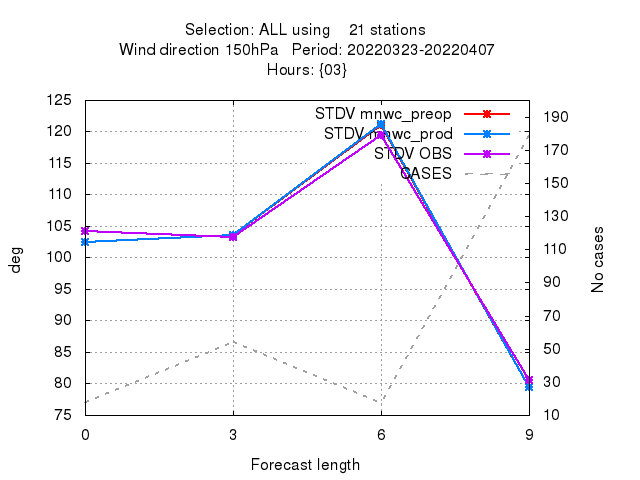 Selection: ALL using    21 stations
Wind direction 150hPa   Period: 20220323-20220407
Hours: {03}
STDV mnwc_preop
STDV mnwc_prod
STDV OBS
CASES
125
120
115
110
105
100
95
90
85
80
75
deg
190
170
150
130
110
90
70
50
30
10
No cases
0 3 6 9
Forecast length